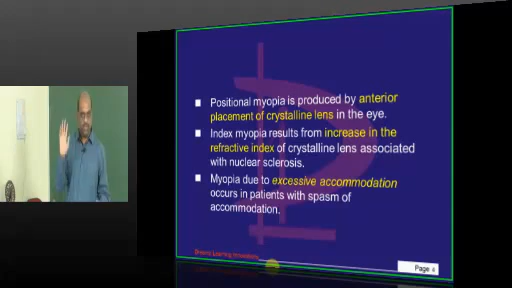 Positional myopia is produced by anterior
placement of crystalline lens in the eye.
Index myopia results from increase in the
refractive index of crystalline lens associated
with nuclear sclerosis.
Myopia due to excessive accommodation
occurs in patients with spasm of
accommodation.
Page 4